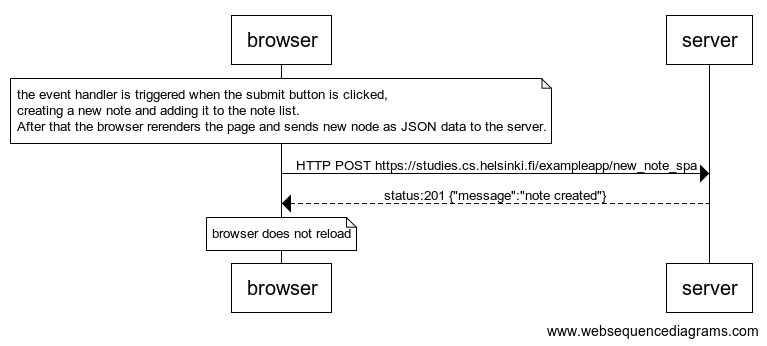 browser
server
the event handler is triggered when the submit button is clicked,
creating a new note and adding it to the note list.
After that the browser rerenders the page and sends new node as JSON data to the server.
HTTP POST https://studies.cs.helsinki.fi/exampleapp/new_note_spa
status:201 {"message":"note created"}
browser does not reload
browser
server
www.websequencediagrams.com